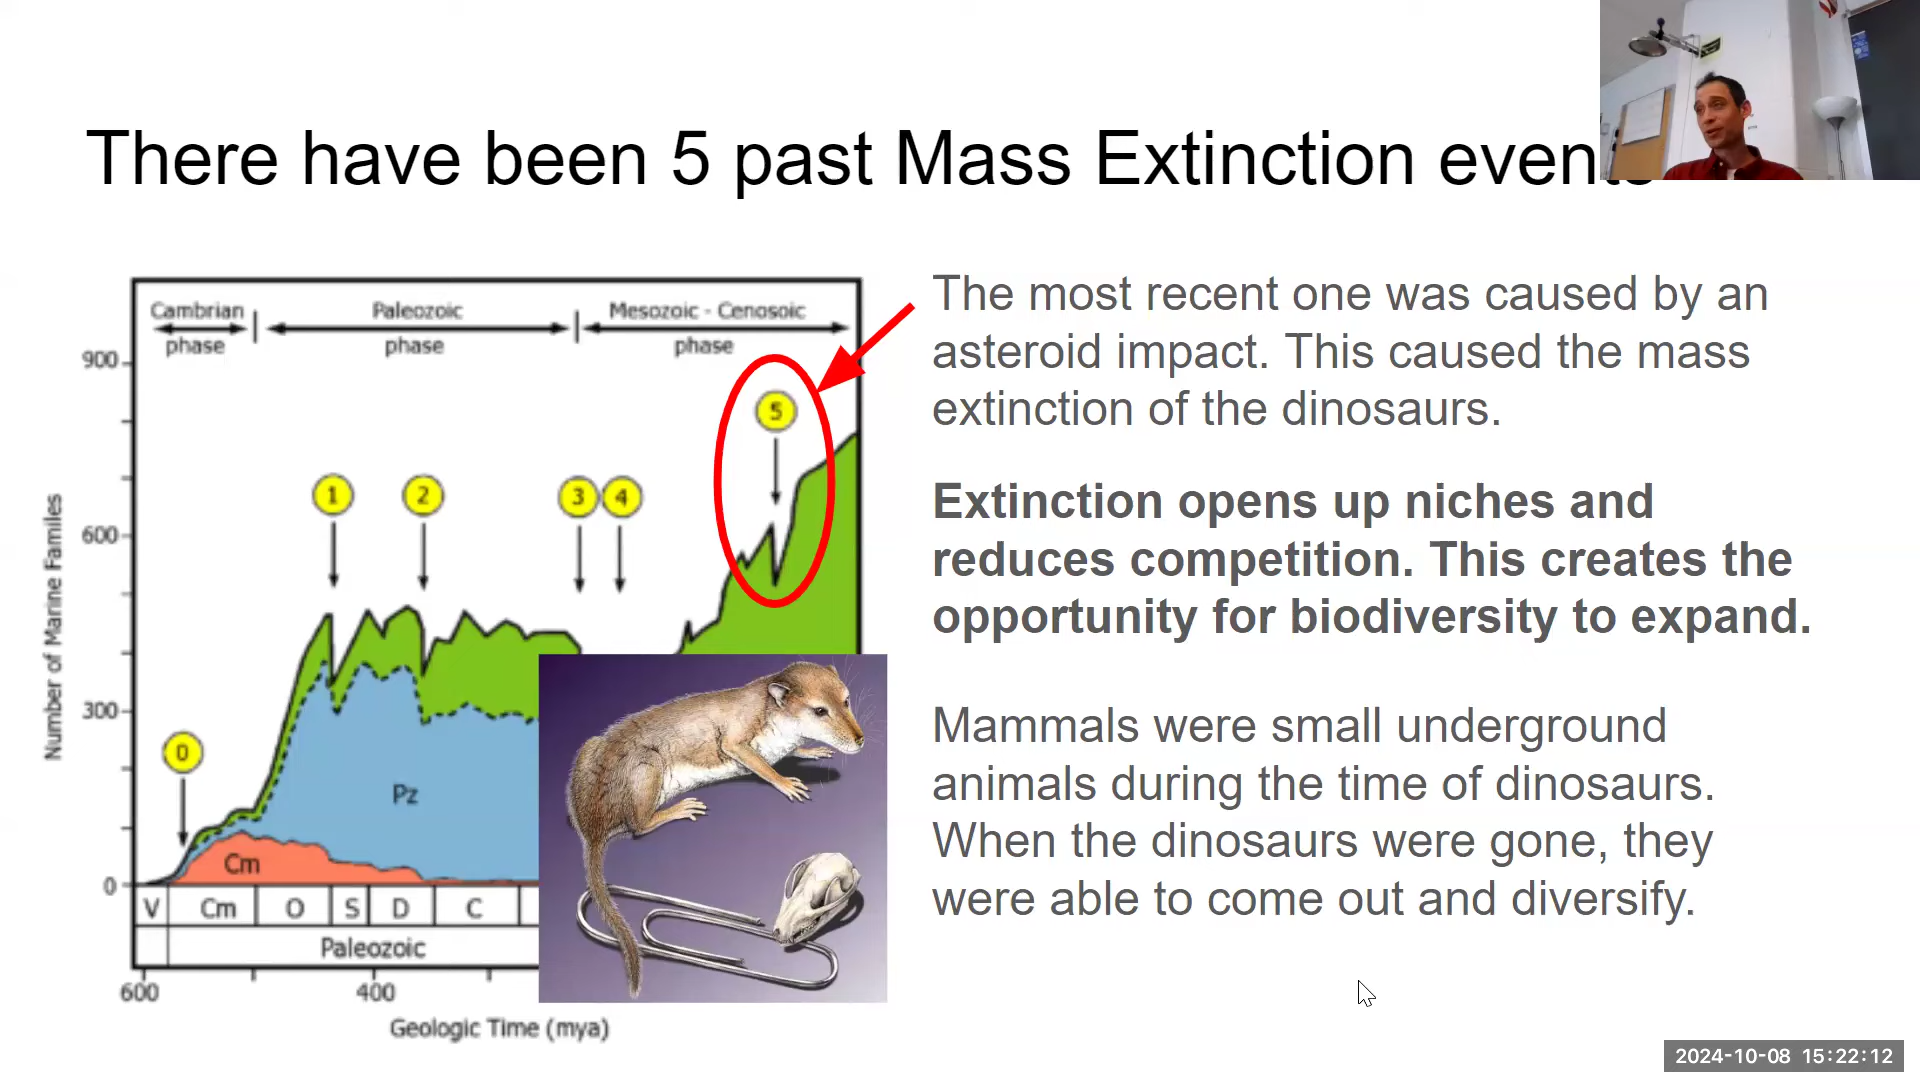 There have been 5 past Mass Extinction events
Cambrian
phase
Paleozoic
phase
Mesozoic - Cenosoic
phase
900
600
300
0
Number of Marine Familes
0
1
2
3
4
5
Pz
Cm
V
Cm
O
S
D
C
Paleozoic
600
400
Geologic Time (mya)
The most recent one was caused by an
asteroid impact. This caused the mass
extinction of the dinosaurs.
Extinction opens up niches and
reduces competition. This creates the
opportunity for biodiversity to expand.
Mammals were small underground
animals during the time of dinosaurs.
When the dinosaurs were gone, they
were able to come out and diversify.
2024-10-08 15:22:12